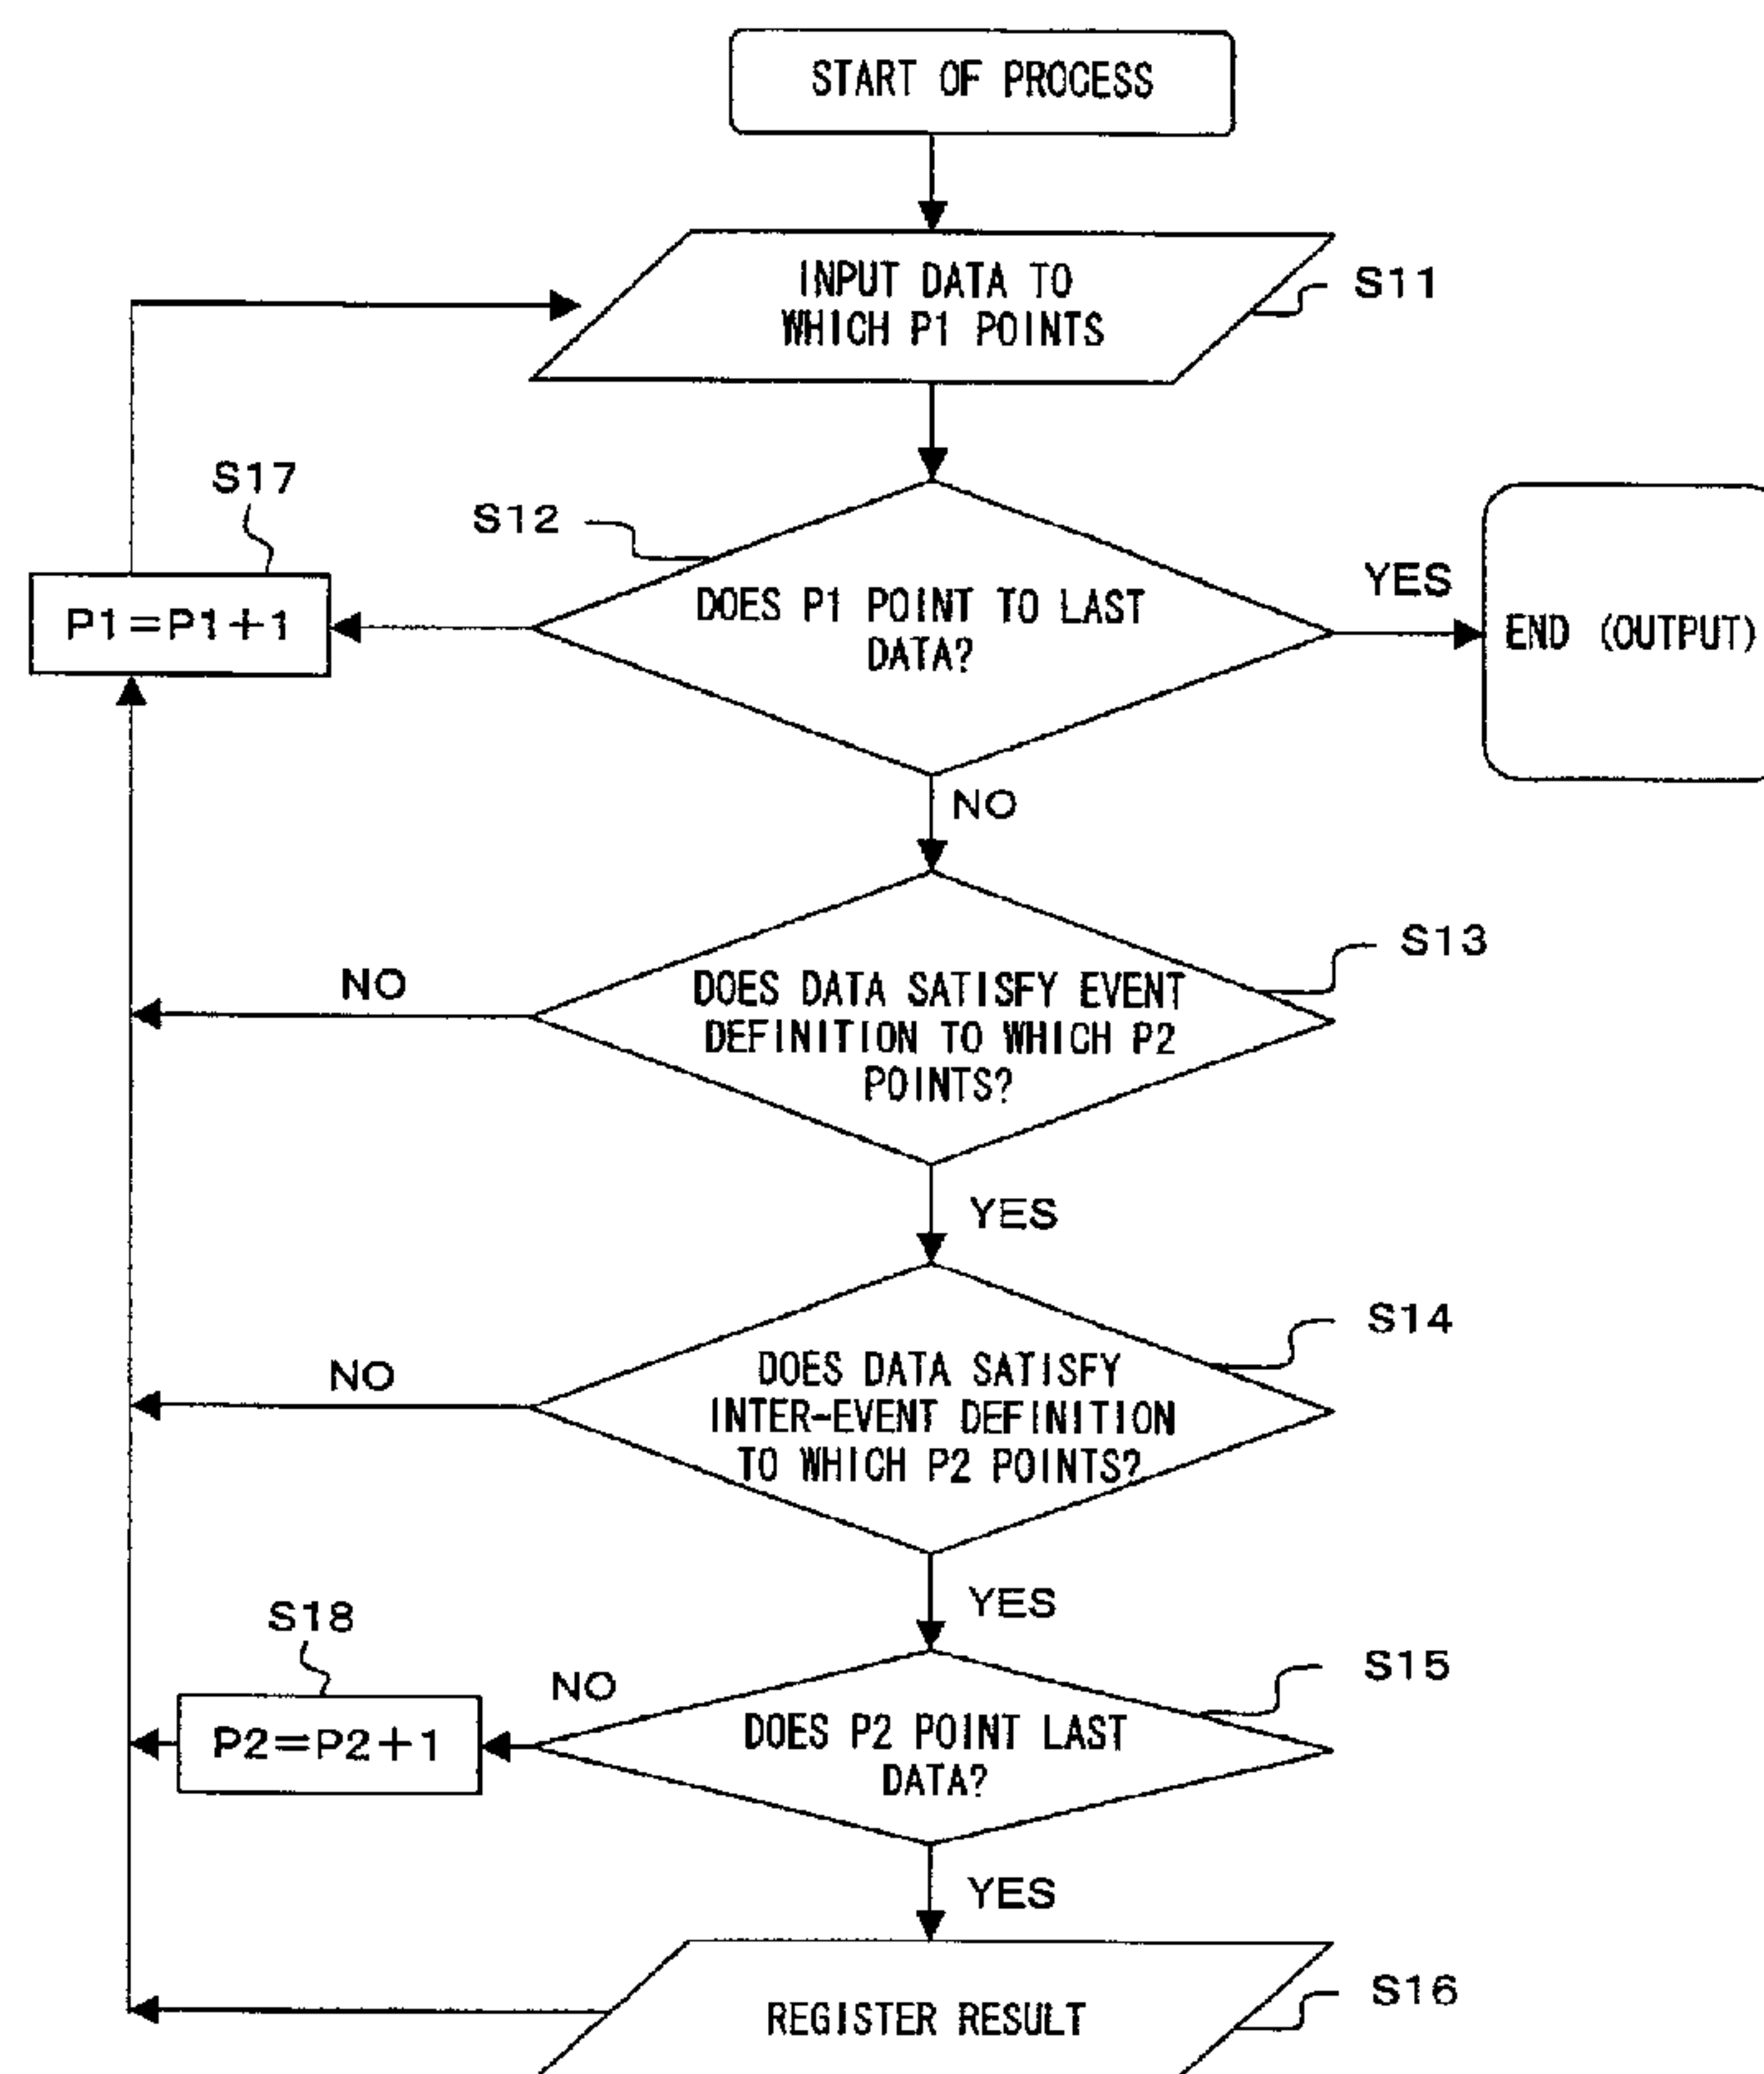 START OF PROCESS
INPUT DATA TO
WHICH P1 POINTS
S11
S17
S12
P1=P1+1
DOES P1 POINT TO LAST
DATA?
YES
END (OUTPUT)
NO
S13
NO
DOES DATA SATISFY EVENT
DEFINITION TO WHICH P2
POINTS?
YES
S14
NO
DOES DATA SATISFY
INTER-EVENT DEFINITION
TO WHICH P2 POINTS?
YES
S18
S15
NO
P2=P2+1
DOES P2 POINT LAST
DATA?
YES
S16
REGISTER RESULT